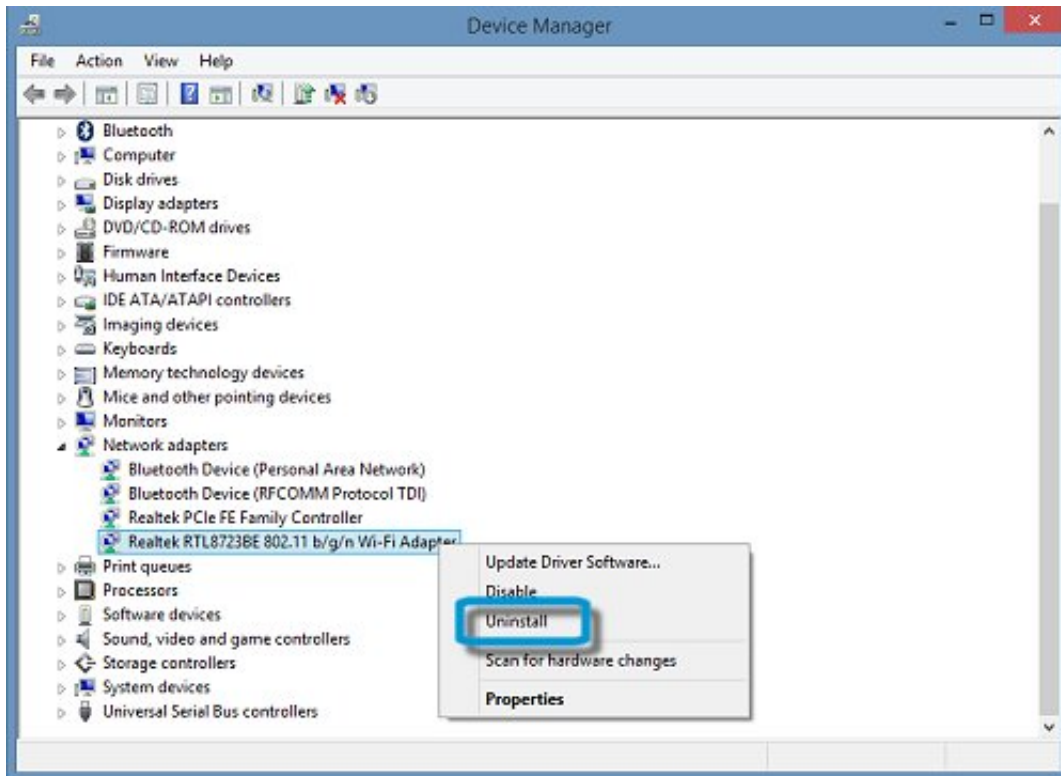 Device Manager
File Action View Help
Bluetooth
Computer
Disk drives
Display adapters
DVD/CD-ROM drives
Firmware
Human Interface Devices
IDE ATA/ATAPI controllers
Imaging devices
Keyboards
Memory technology devices
Mice and other pointing devices
Monitors
Network adapters
Bluetooth Device (Personal Area Network)
Bluetooth Device (RFCOMM Protocol TDI)
Realtek PCIe FE Family Controller
Realtek RTL8723BE 802.11 b/g/n Wi-Fi Adapter
Print queues
Processors
Software devices
Sound, video and game controllers
Storage controllers
System devices
Universal Serial Bus controllers
Update Driver Software...
Disable
Uninstall
Scan for hardware changes
Properties